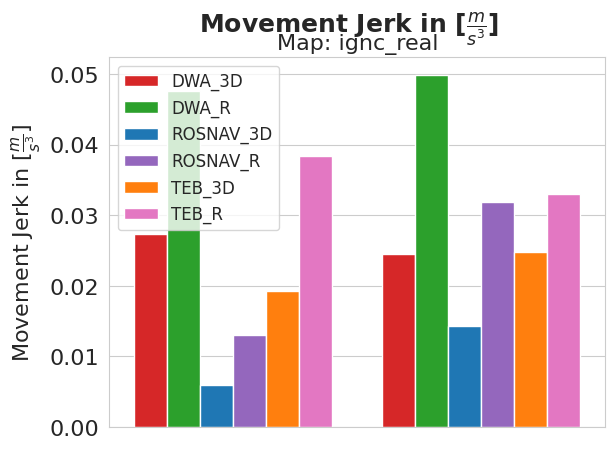 Movement Jerk in [m/s³]
Map: ignc_real
Movement Jerk in [m/s³]
0.05
0.04
0.03
0.02
0.01
0.00
DWA_3D
DWA_R
ROSNAV_3D
ROSNAV_R
TEB_3D
TEB_R